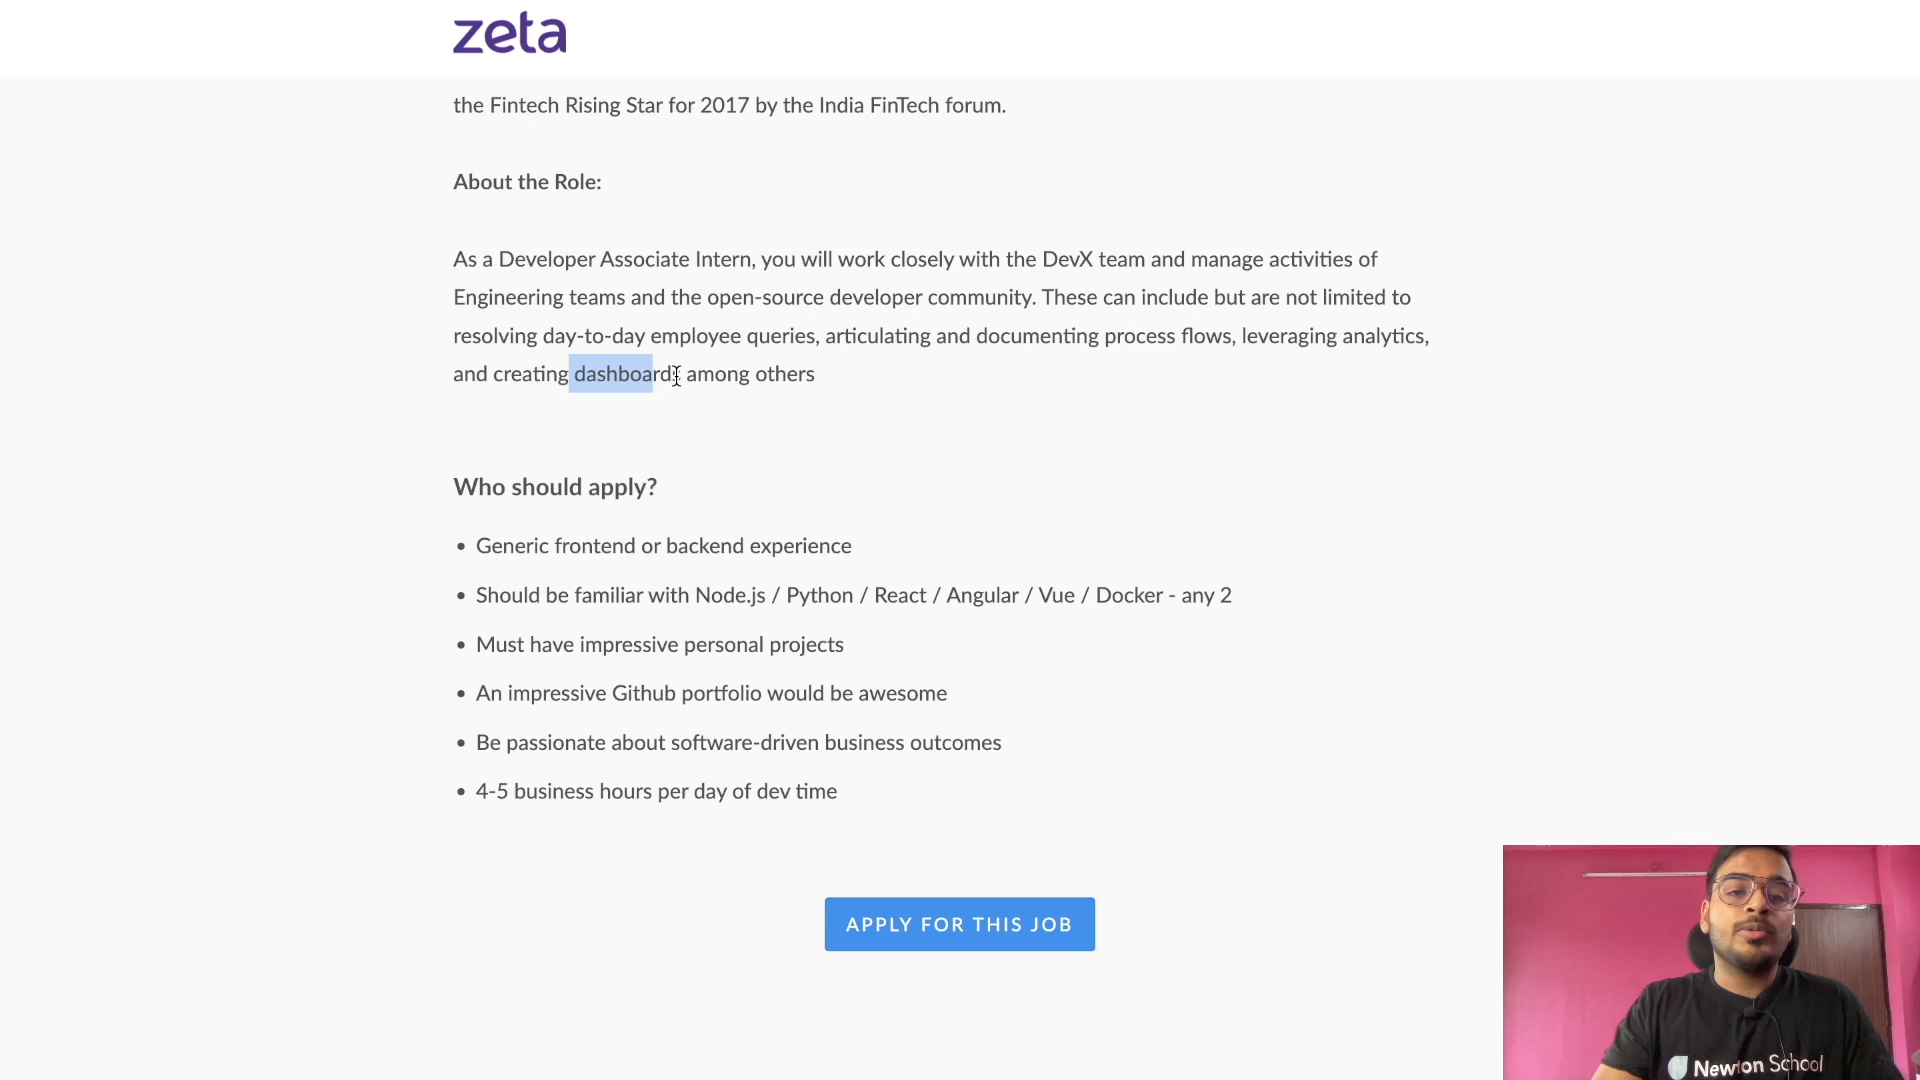 zeta
the Fintech Rising Star for 2017 by the India FinTech forum.
About the Role:
As a Developer Associate Intern, you will work closely with the DevX team and manage activities of
Engineering teams and the open-source developer community. These can include but are not limited to
resolving day-to-day employee queries, articulating and documenting process flows, leveraging analytics,
and creating dashboards among others
Who should apply?
• Generic frontend or backend experience
• Should be familiar with Node.js / Python / React / Angular / Vue / Docker - any 2
• Must have impressive personal projects
• An impressive Github portfolio would be awesome
• Be passionate about software-driven business outcomes
• 4-5 business hours per day of dev time
APPLY FOR THIS JOB
Newton School